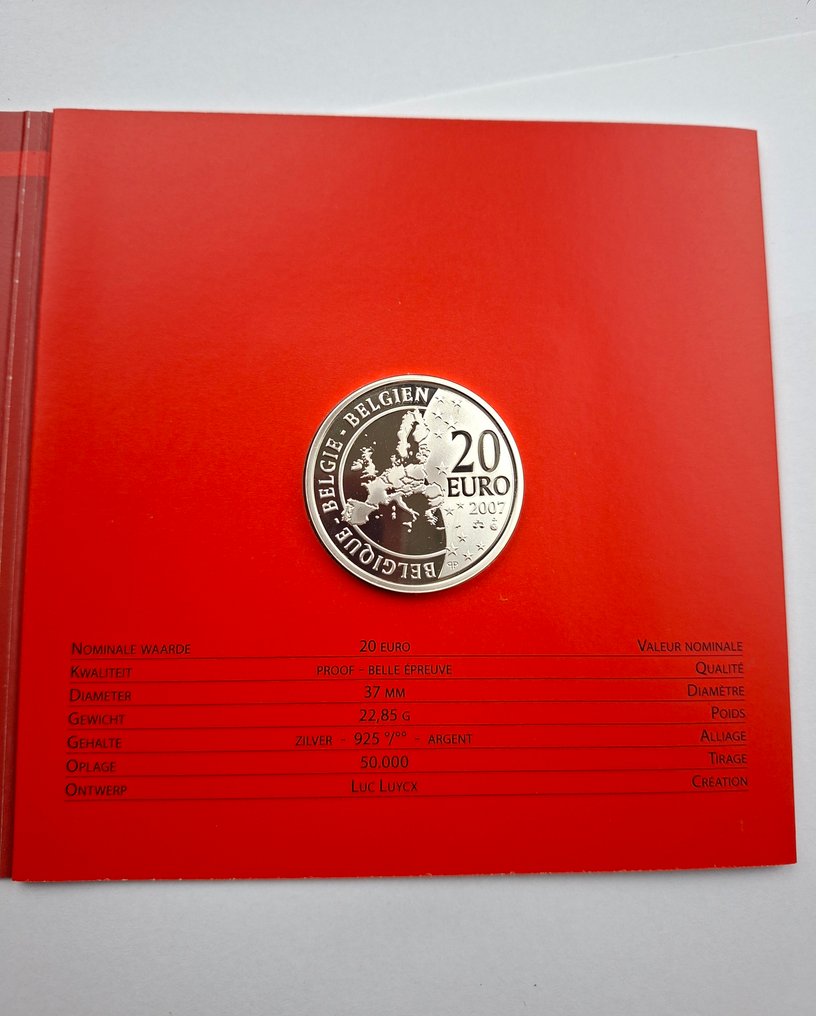 BELGIQUE - BELGIE - BELGIEN
20
EURO
2007
NOMINALE WAARDE 20 EURO VALEUR NOMINALE
KWALITEIT PROOF - BELLE ÉPREUVE QUALITÉ
DIAMETER 37 MM DIAMÈTRE
GEWICHT 22,85 G POIDS
GEHALTE ZILVER - 925 °/°° - ARGENT ALLIAGE
OPLAGE 50.000 TIRAGE
ONTWERP LUC LUYCX CRÉATION